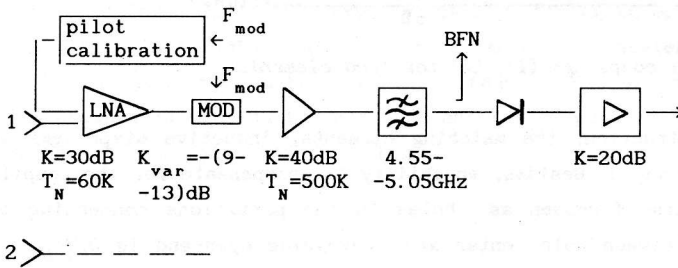 pilot
calibration
F mod
F mod
BFN
1
LNA
MOD
K=30dB
T N =60K
K var =-(9-
-13)dB
K=40dB
T N =500K
4.55-
-5.05GHz
K=20dB
2